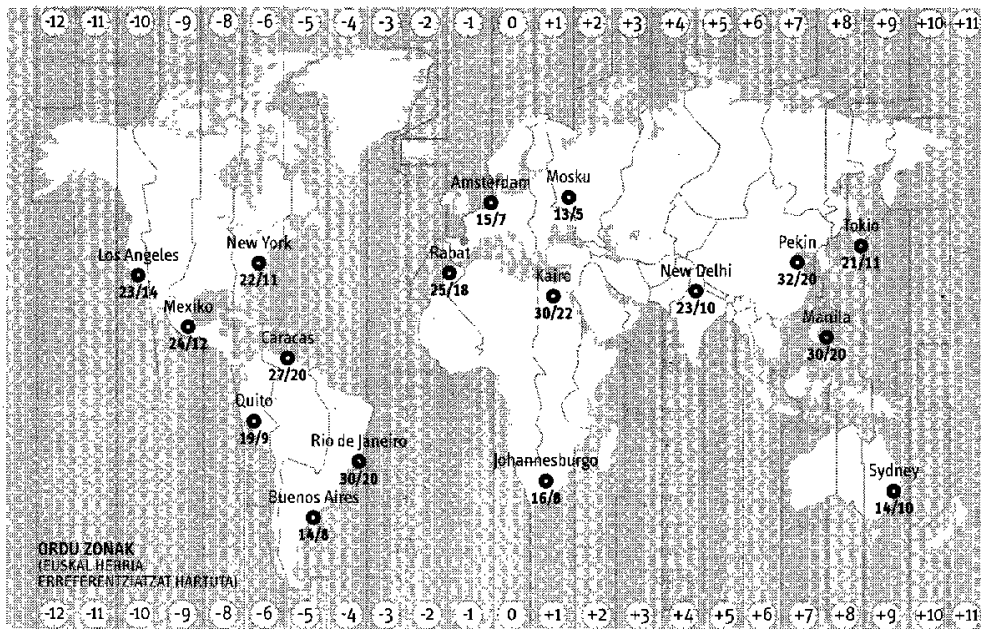 -12 -11 -10 -9 -8 -7 -6 -5 -4 -3 -2 -1 0 +1 +2 +3 +4 +5 +6 +7 +8 +9 +10 +11
Amsterdam
15/7
Mosku
13/5
Tokio
21/11
Los Angeles
23/14
New York
22/11
Rabat
25/18
Kairo
30/22
New Delhi
23/10
Pekin
32/20
Mexiko
24/12
Manila
30/20
Caracas
27/20
Quito
19/9
Rio de Janeiro
30/20
Johannesburgo
16/8
Sydney
14/10
Buenos Aires
14/8
ORDU ZONAK
(EUSKAL HERRIA
ERREFERENTZIATZAT HARTUTA)
-12 -11 -10 -9 -8 -7 -6 -5 -4 -3 -2 -1 0 +1 +2 +3 +4 +5 +6 +7 +8 +9 +10 +11